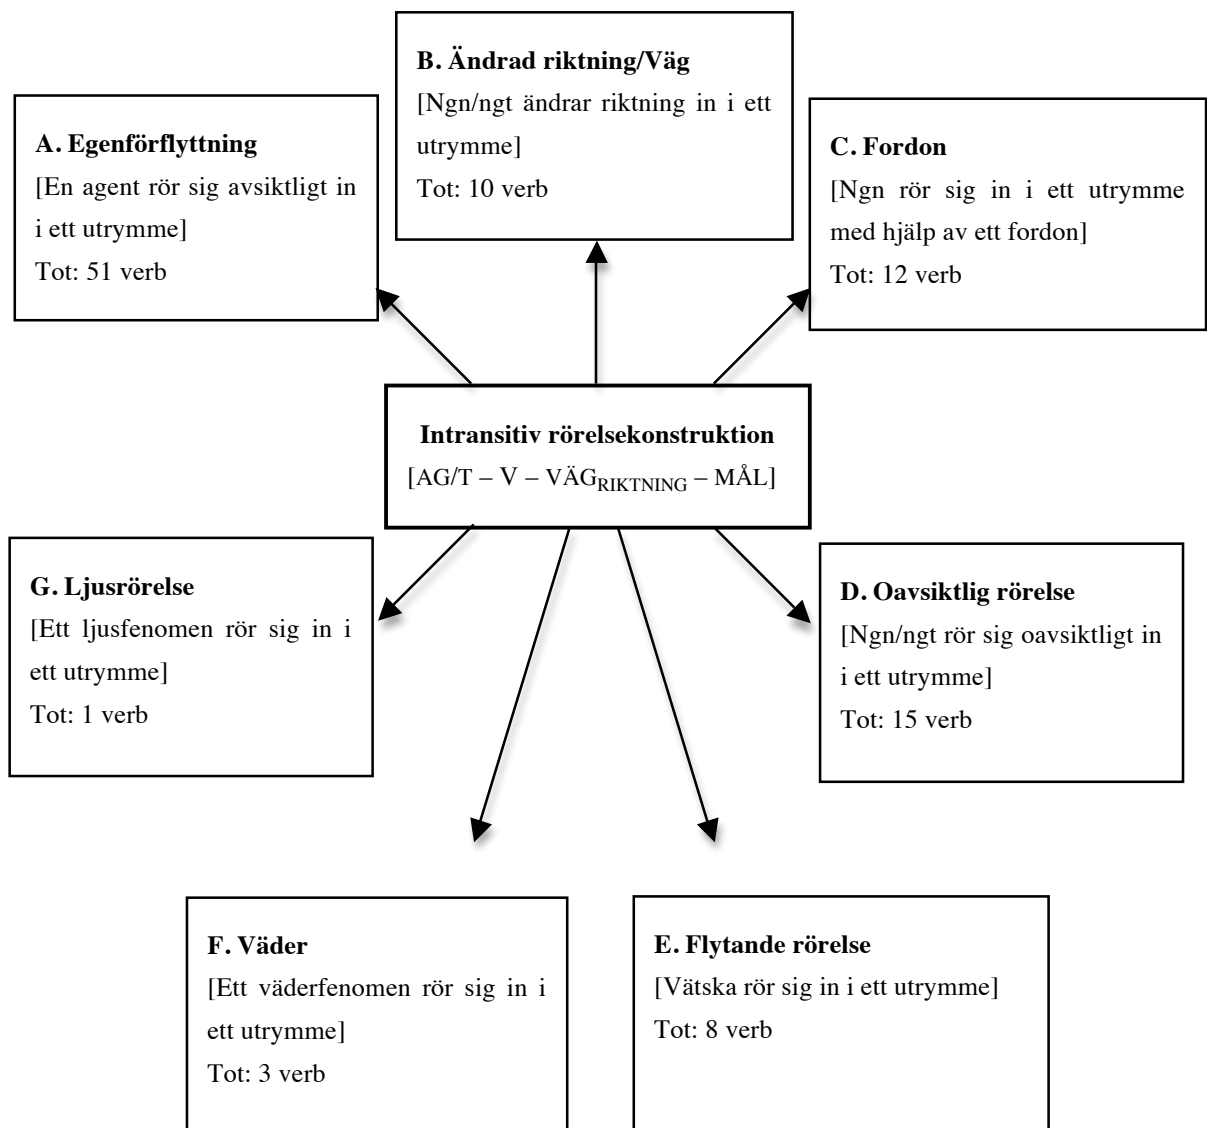 B. Ändrad riktning/Väg
[Ngn/ngt ändrar riktning in i ett
utrymme]
Tot: 10 verb
A. Egenförflyttning
[En agent rör sig avsiktligt in
i ett utrymme]
Tot: 51 verb
C. Fordon
[Ngn rör sig in i ett utrymme
med hjälp av ett fordon]
Tot: 12 verb
Intransitiv rörelsekonstruktion
[AG/T – V – VÄGRIKTNING – MÅL]
G. Ljusrörelse
[Ett ljusfenomen rör sig in i
ett utrymme]
Tot: 1 verb
D. Oavsiktlig rörelse
[Ngn/ngt rör sig oavsiktligt in
i ett utrymme]
Tot: 15 verb
F. Väder
[Ett väderfenomen rör sig in i
ett utrymme]
Tot: 3 verb
E. Flytande rörelse
[Vätska rör sig in i ett utrymme]
Tot: 8 verb